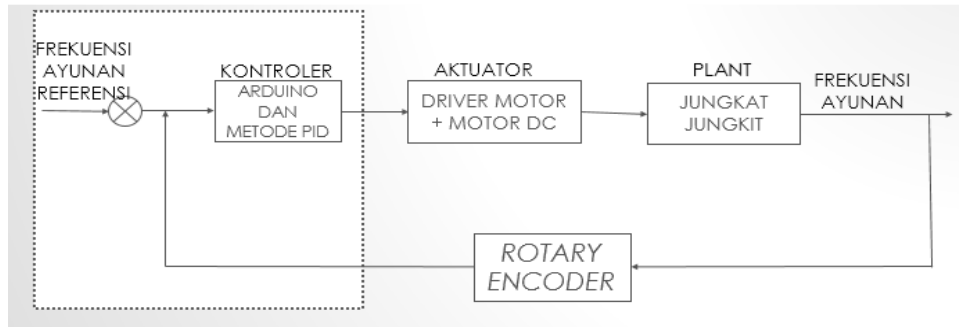 FREKUENSI
AYUNAN
REFERENSI
KONTROLER
ARDUINO
DAN
METODE PID
AKTUATOR
DRIVER MOTOR
+ MOTOR DC
PLANT
JUNGKAT
JUNGKIT
FREKUENSI
AYUNAN
ROTARY
ENCODER